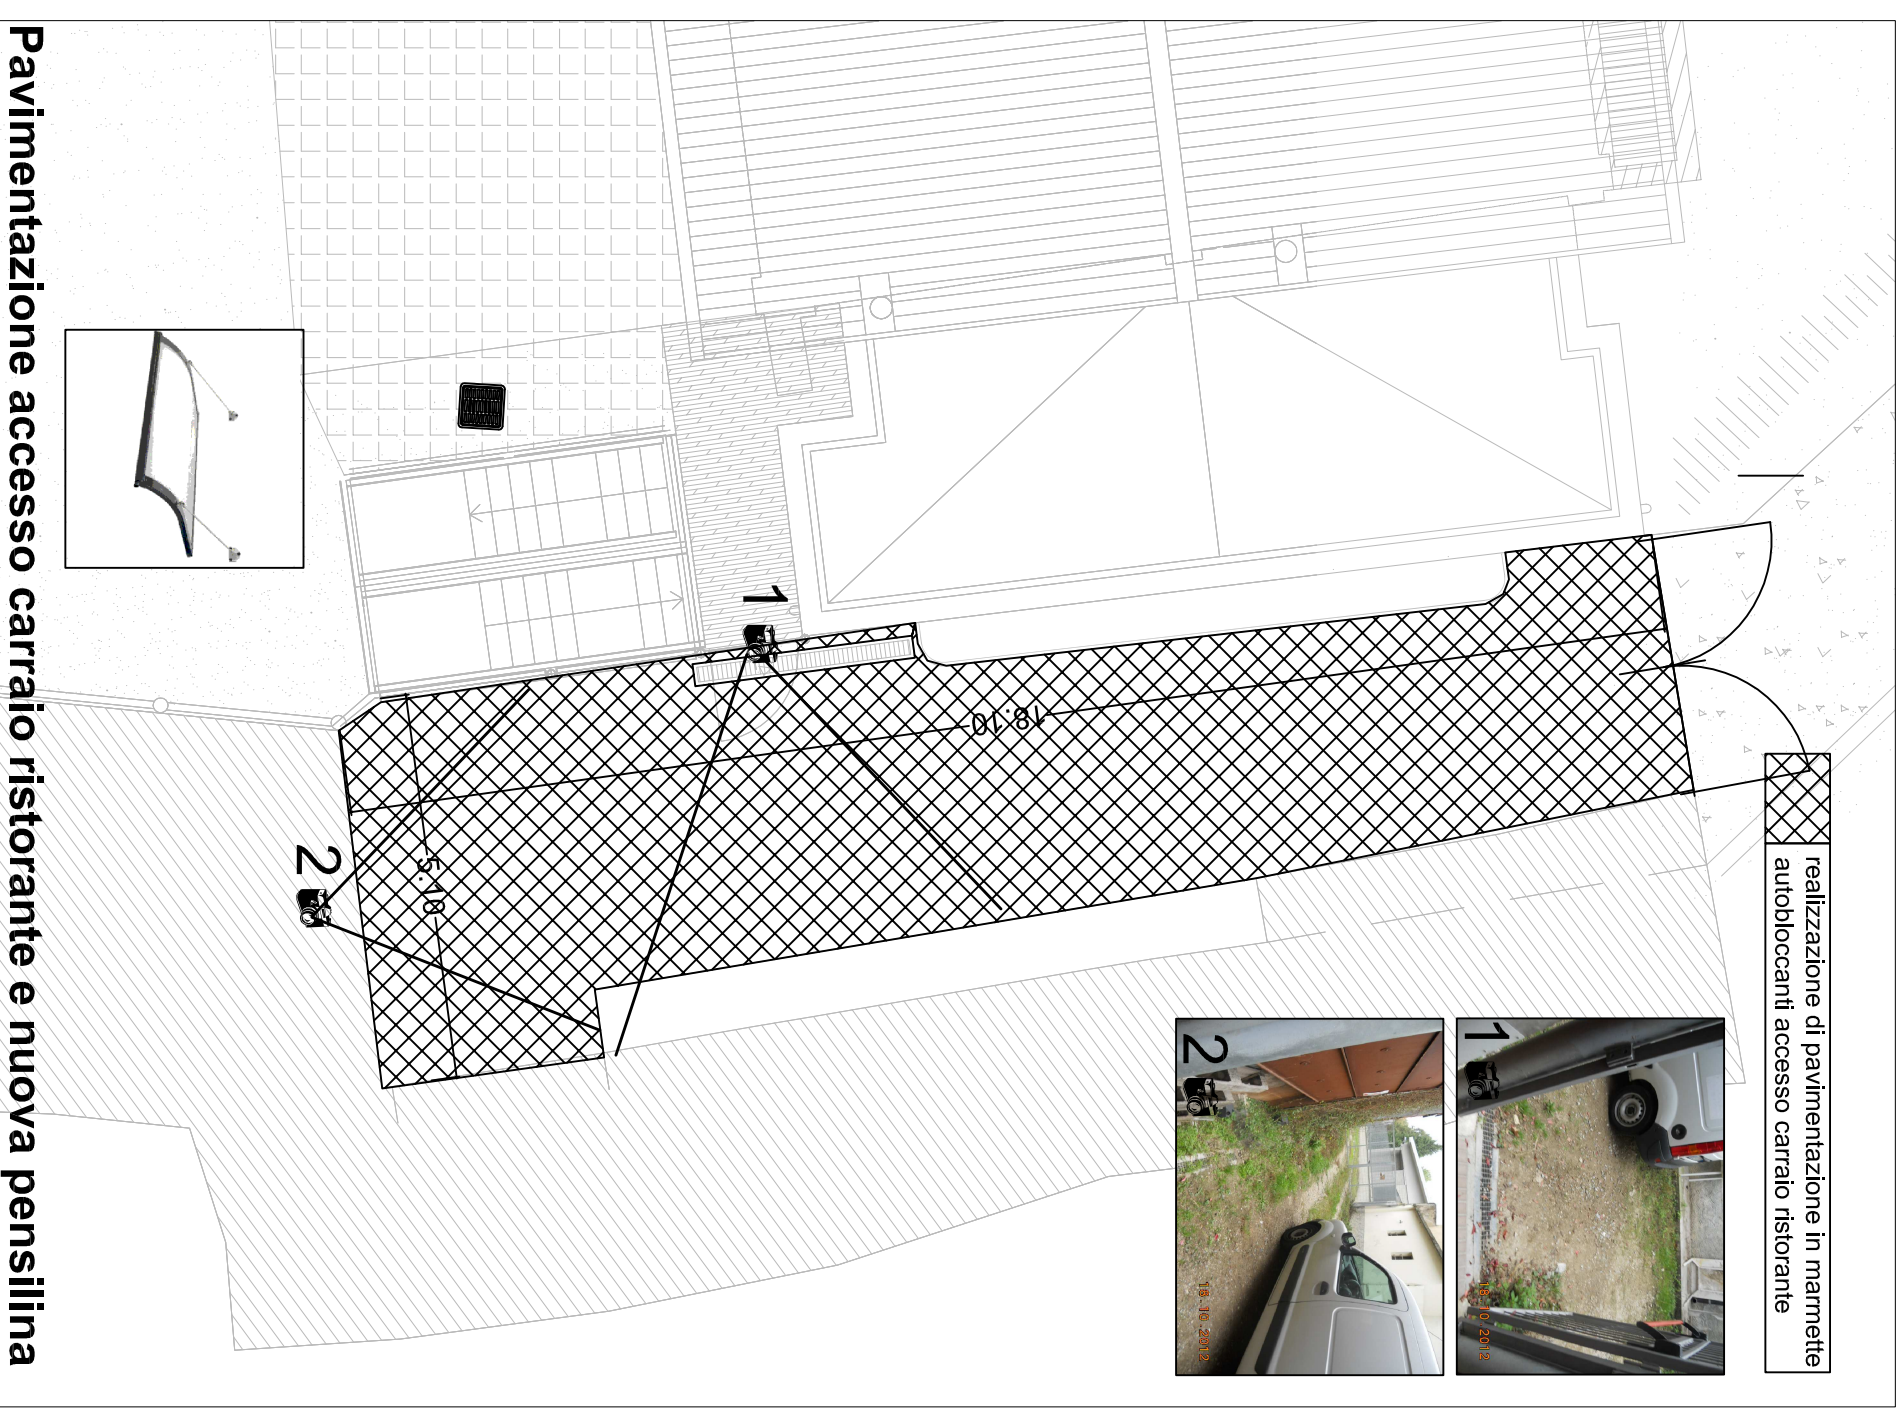 Pavimentazione accesso carraio ristorante e nuova pensilina
realizzazione di pavimentazione in marmette
autobloccanti accesso carraio ristorante
1
18.10.2012
2
18.10.2012
1
18.10
2
5.10